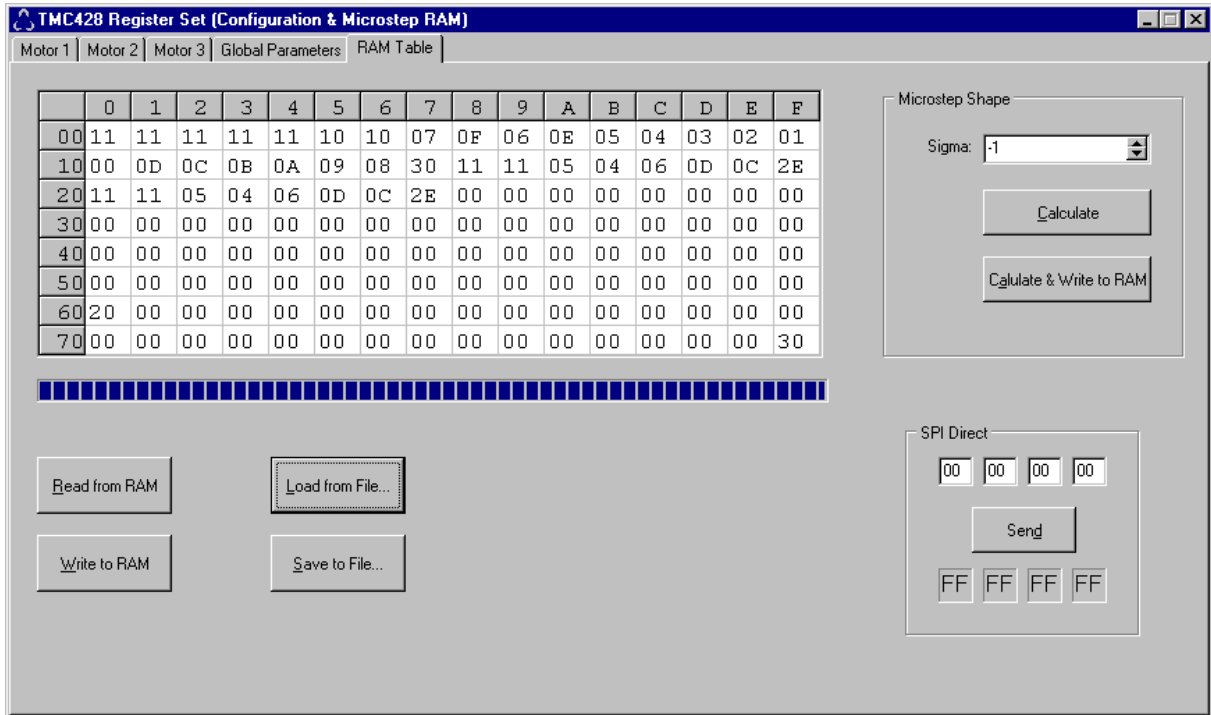 TMC428 Register Set (Configuration & Microstep RAM)
Motor 1 Motor 2 Motor 3 Global Parameters RAM Table
0 1 2 3 4 5 6 7 8 9 A B C D E F
00 11 11 11 11 11 10 10 07 0F 06 0E 05 04 03 02 01
10 00 0D 0C 0B 0A 09 08 30 11 11 05 04 06 0D 0C 2E
20 11 11 05 04 06 0D 0C 2E 00 00 00 00 00 00 00 00
30 00 00 00 00 00 00 00 00 00 00 00 00 00 00 00 00
40 00 00 00 00 00 00 00 00 00 00 00 00 00 00 00 00
50 00 00 00 00 00 00 00 00 00 00 00 00 00 00 00 00
60 20 00 00 00 00 00 00 00 00 00 00 00 00 00 00 00
70 00 00 00 00 00 00 00 00 00 00 00 00 00 00 00 30
Microstep Shape
Sigma: -1
Calculate
Calulate & Write to RAM
Read from RAM Load from File...
Write to RAM Save to File...
SPI Direct
00 00 00 00
Send
FF FF FF FF